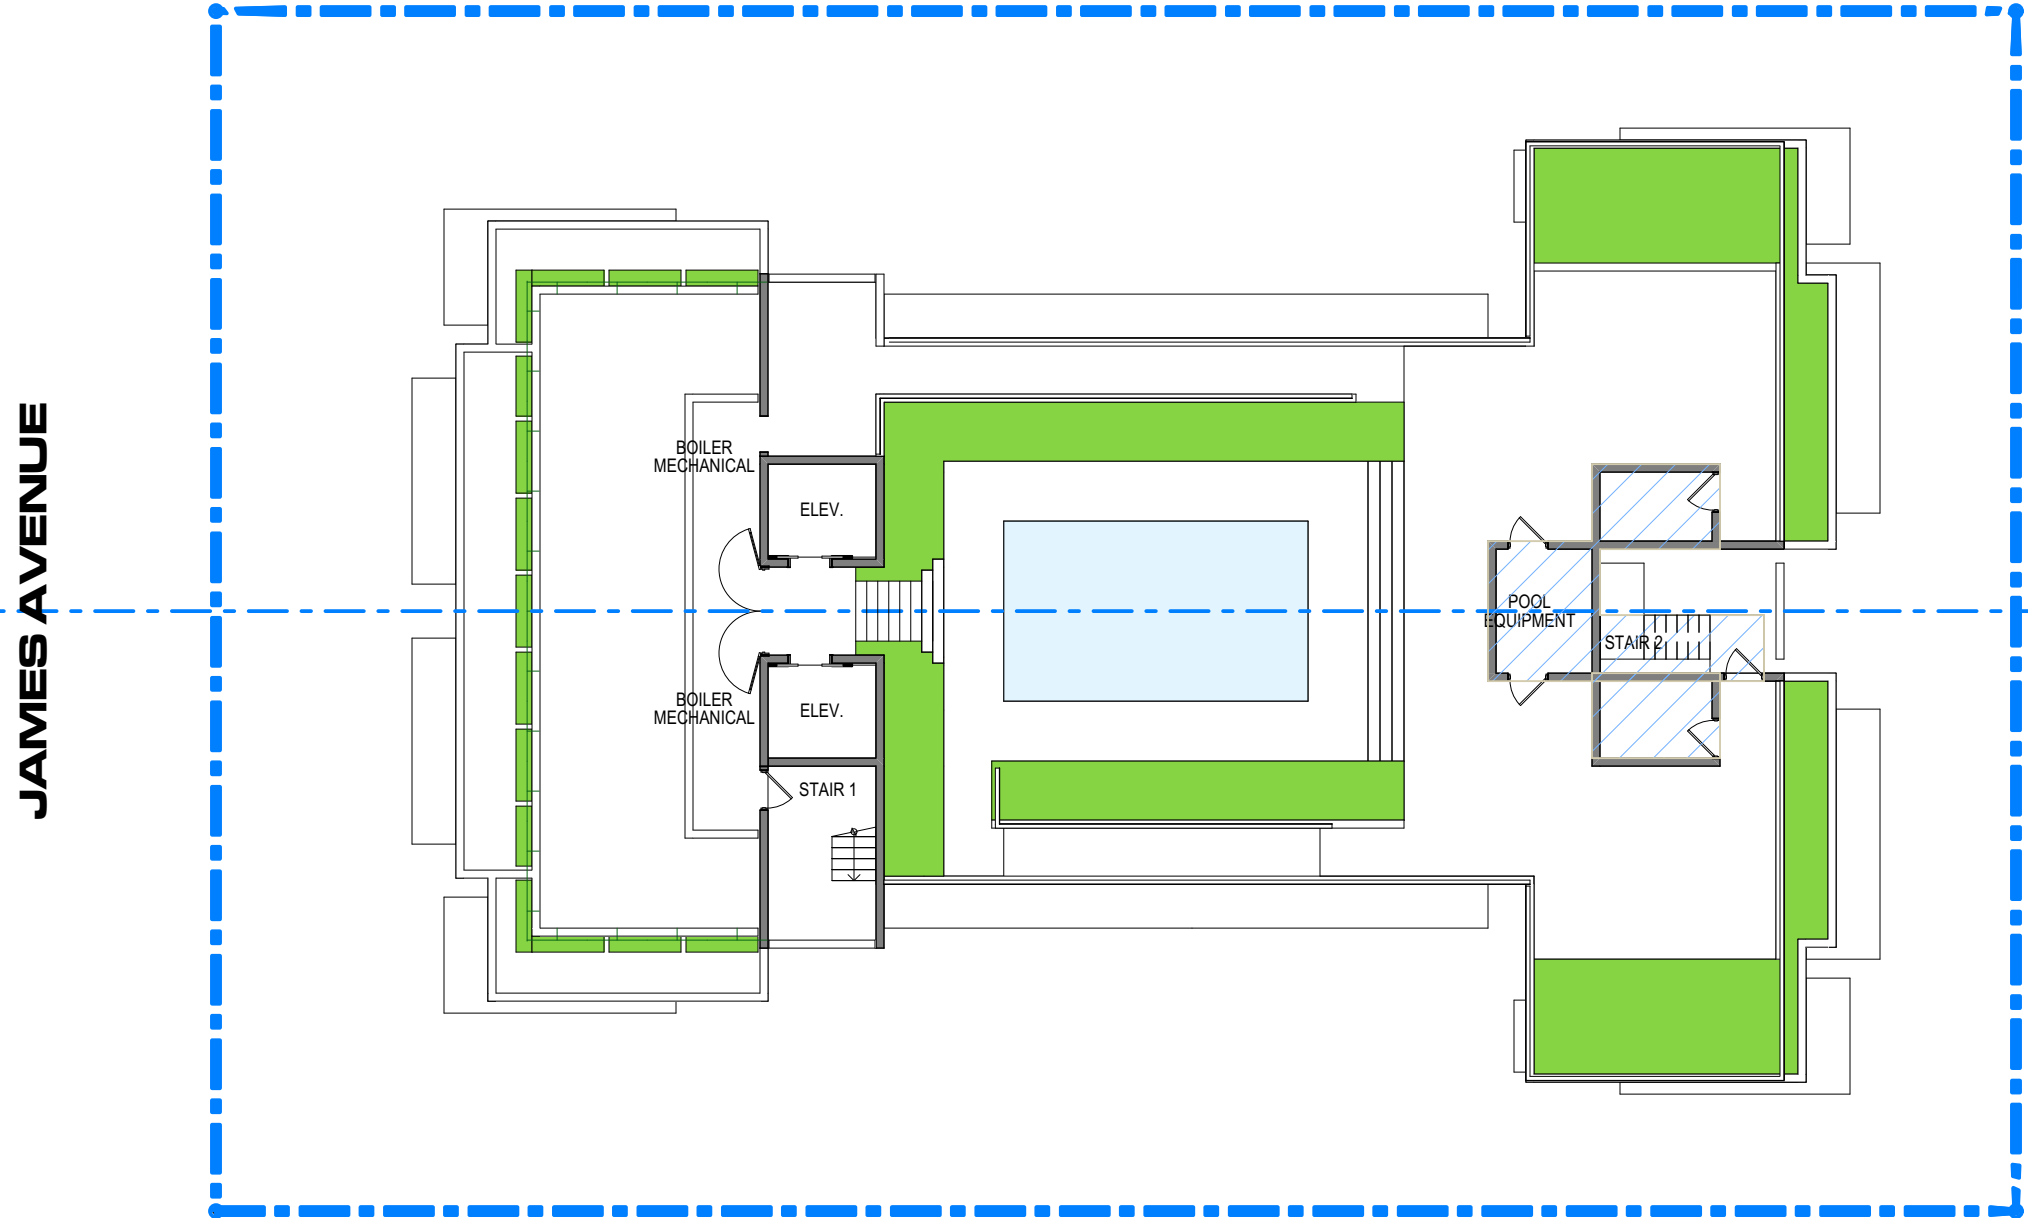 JAMES AVENUE
BOILER
MECHANICAL
ELEV.
BOILER
MECHANICAL
ELEV.
STAIR 1
POOL
EQUIPMENT
STAIR 2